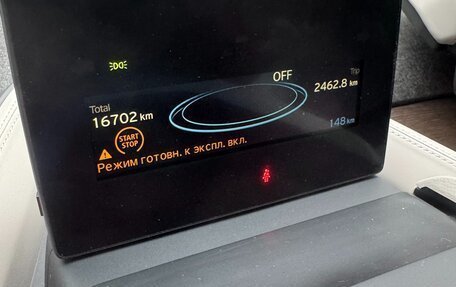 OFF
Total
Trip
16702 km
2462.8 km
START
STOP
148 km
Режим готовн. к экспл. вкл.